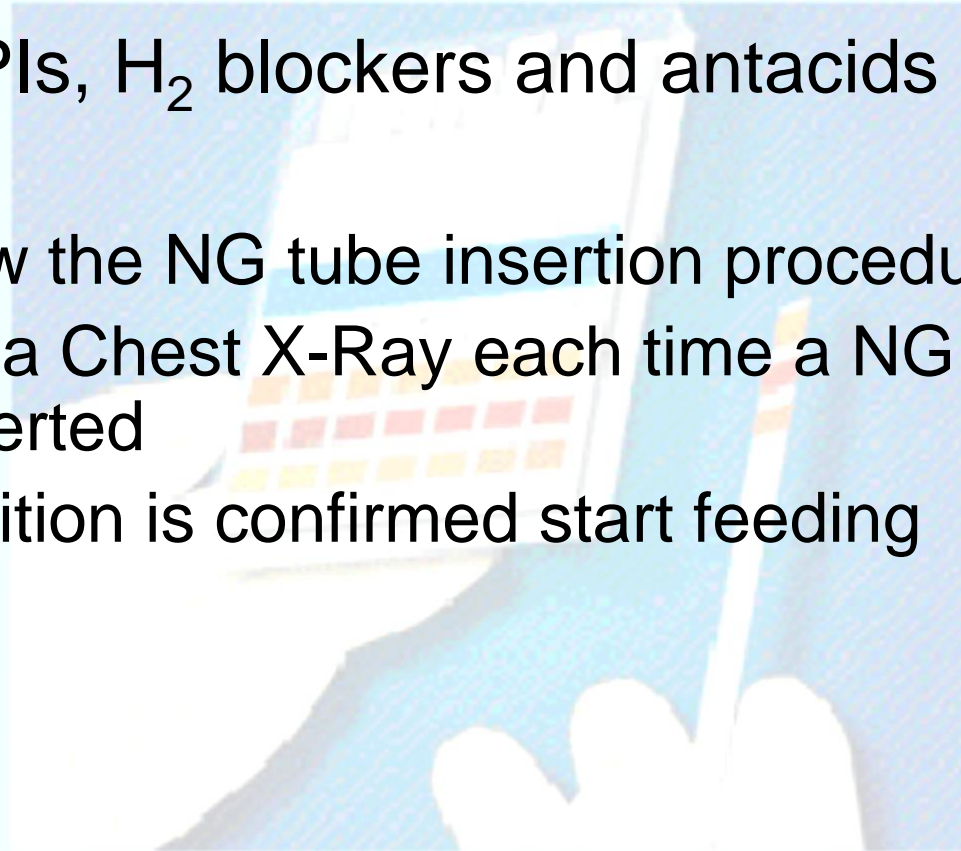 PIs, H₂ blockers and antacids
w the NG tube insertion procedu
a Chest X-Ray each time a NG
erted
ition is confirmed start feeding